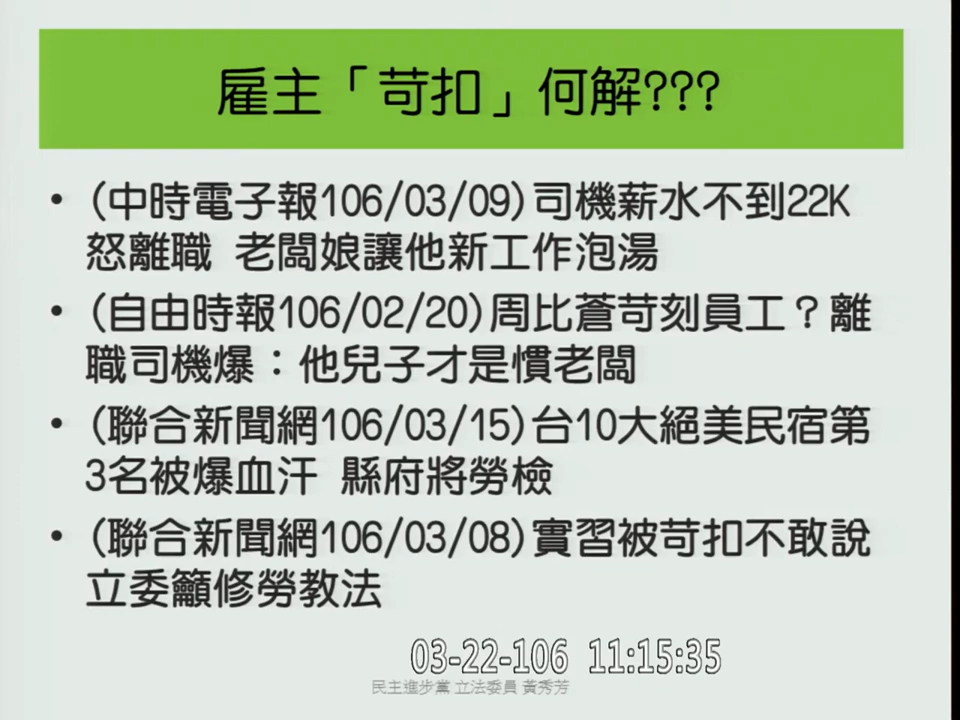 雇主「苛扣」何解???
• (中時電子報106/03/09)司機薪水不到22K
怒離職 老闆娘讓他新工作泡湯
• (自由時報106/02/20)周比蒼苛刻員工？離
職司機爆：他兒子才是慣老闆
• (聯合新聞網106/03/15)台10大絕美民宿第
3名被爆血汗 縣府將勞檢
• (聯合新聞網106/03/08)實習被苛扣不敢說
立委籲修勞教法
03-22-106 11:15:35
民主進步黨 立法委員 黃秀芳